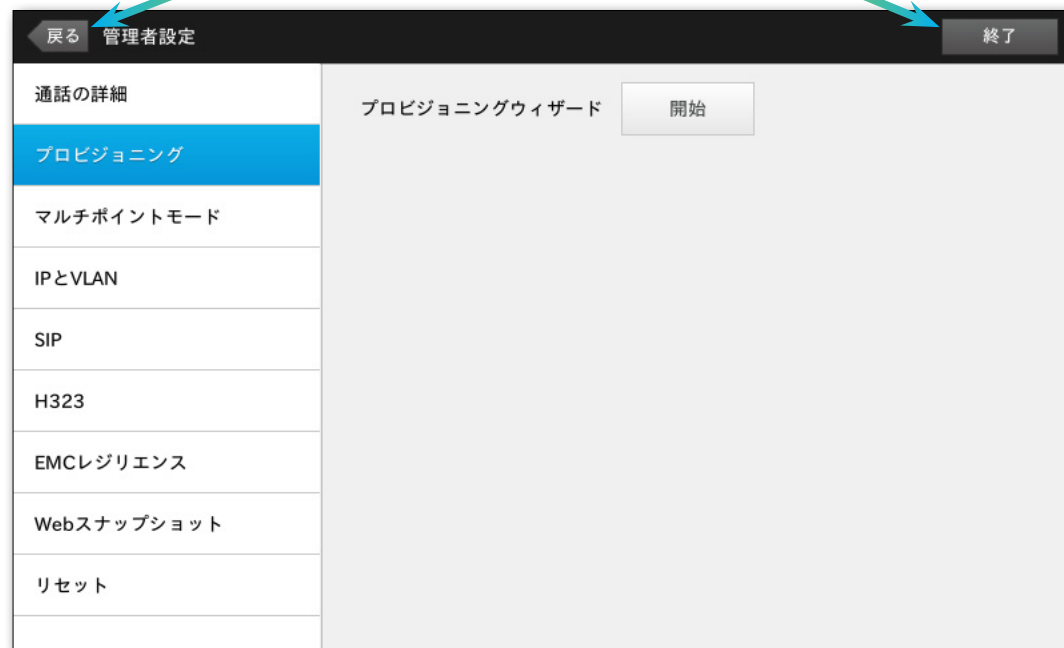 戻る 管理者設定 終了
通話の詳細
プロビジョニングウィザード 開始
プロビジョニング
マルチポイントモード
IPとVLAN
SIP
H323
EMCレジリエンス
Webスナップショット
リセット